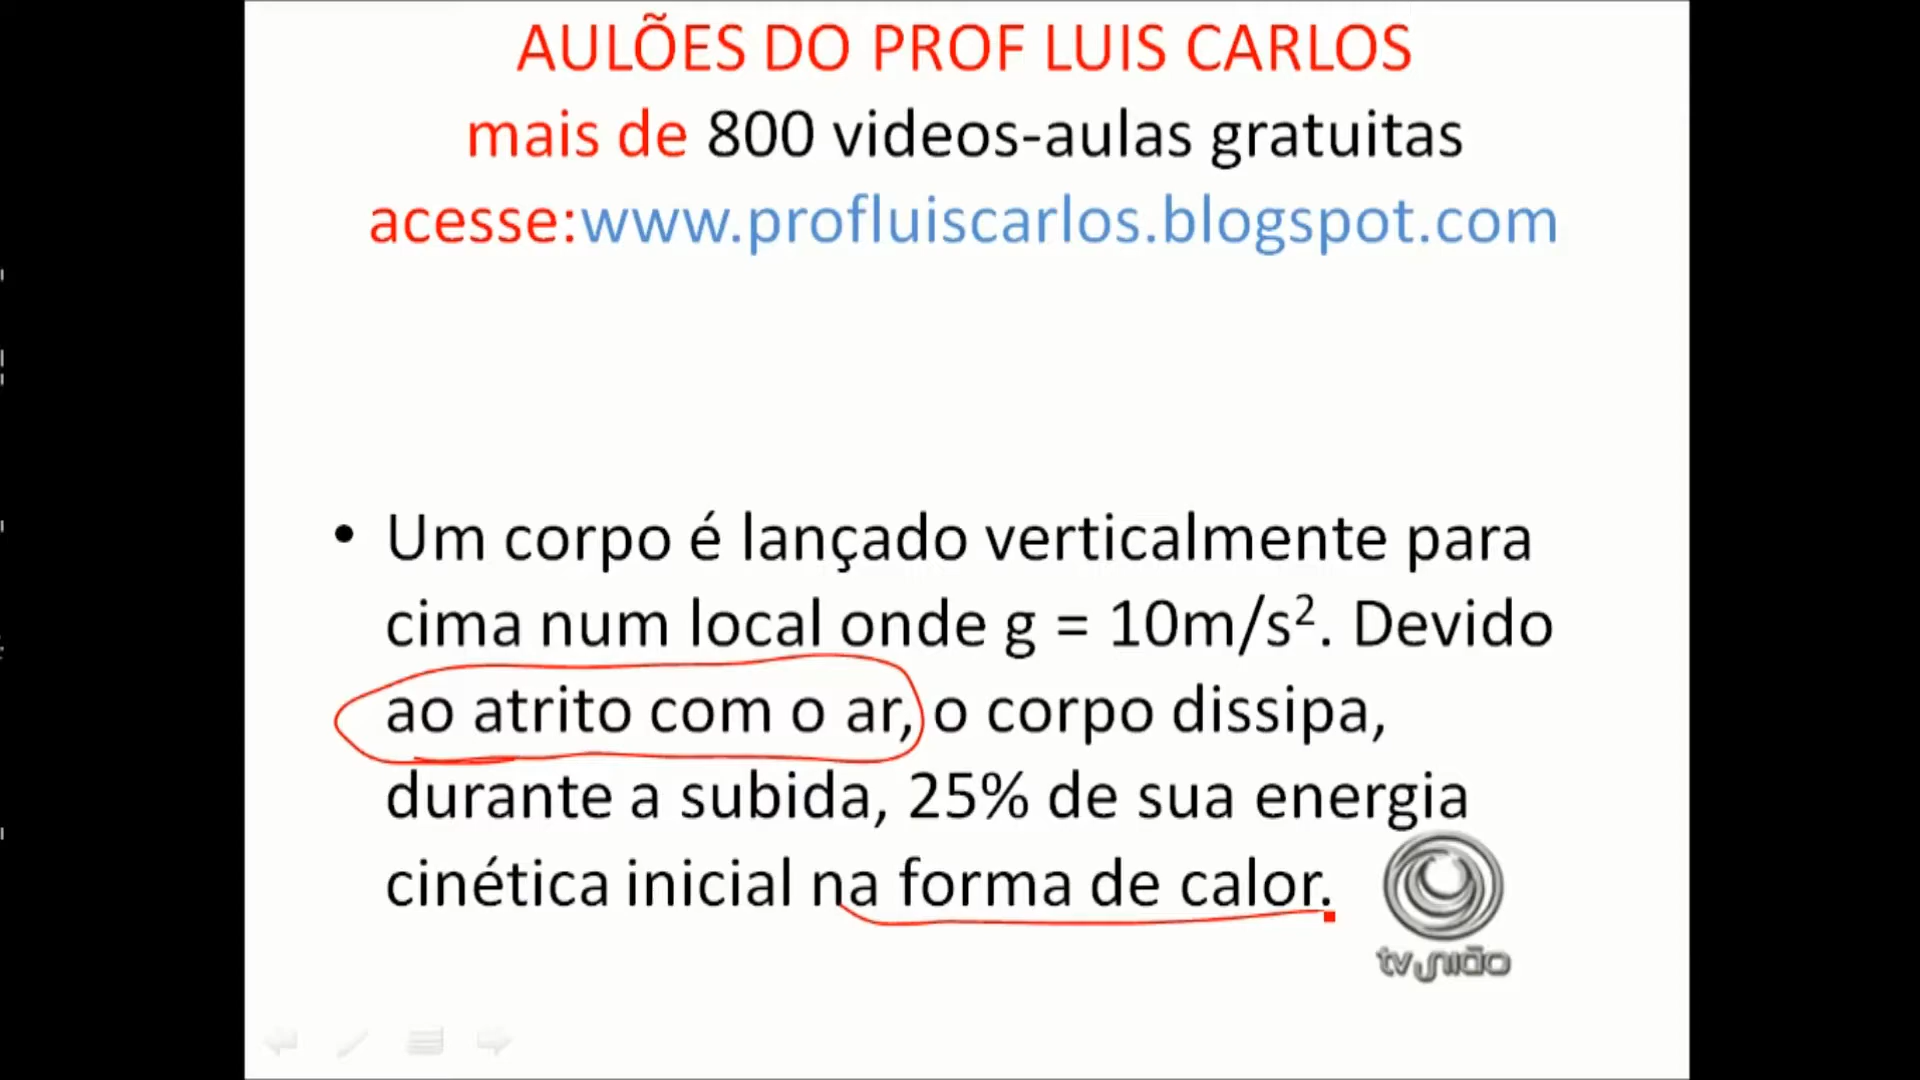 AULÕES DO PROF LUIS CARLOS
mais de 800 videos-aulas gratuitas
acesse:www.profluiscarlos.blogspot.com
• Um corpo é lançado verticalmente para
cima num local onde g = 10m/s². Devido
ao atrito com o ar, o corpo dissipa,
durante a subida, 25% de sua energia
cinética inicial na forma de calor.
tv união